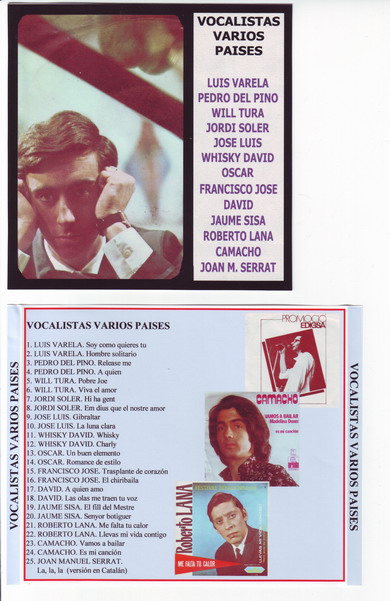 VOCALISTAS
VARIOS
PAISES
LUIS VARELA
PEDRO DEL PINO
WILL TURA
JORDI SOLER
JOSE LUIS
WHISKY DAVID
OSCAR
FRANCISCO JOSE
DAVID
JAUME SISA
ROBERTO LANA
CAMACHO
JOAN M. SERRAT
VOCALISTAS VARIOS PAISES
VOCALISTAS VARIOS PAISES
1. LUIS VARELA. Soy como quieres tu
2. LUIS VARELA. Hombre solitario
3. PEDRO DEL PINO. Release me
4. PEDRO DEL PINO. A quien
5. WILL TURA. Pobre Joe
6. WILL TURA. Viva el amor
7. JORDI SOLER. Hi ha gent
8. JORDI SOLER. Em dius que el nostre amor
9. JOSE LUIS. Gibraltar
10. JOSE LUIS. La luna clara
11. WHISKY DAVID. Whisky
12. WHISKY DAVID. Charly
13. OSCAR. Un buen elemento
14. OSCAR. Romance de estilo
15. FRANCISCO JOSE. Trasplante de corazón
16. FRANCISCO JOSE. El chiribaila
17. DAVID. A quien amo
18. DAVID. Las olas me traen tu voz
19. JAUME SISA. El fill del Mestre
20. JAUME SISA. Senyor botiguer
21. ROBERTO LANA. Me falta tu calor
22. ROBERTO LANA. Llevas mi vida contigo
23. CAMACHO. Vamos a bailar
24. CAMACHO. Es mi canción
25. JOAN MANUEL SERRAT.
La, la, la (versión en Catalán)
PROMOCIO
EDIGSA
CAMACHO
VAMOS A BAILAR
(Madeleine Dime)
es mi canción
Roberto LANA
ME FALTA TU CALOR
VOCALISTAS VARIOS PAISES